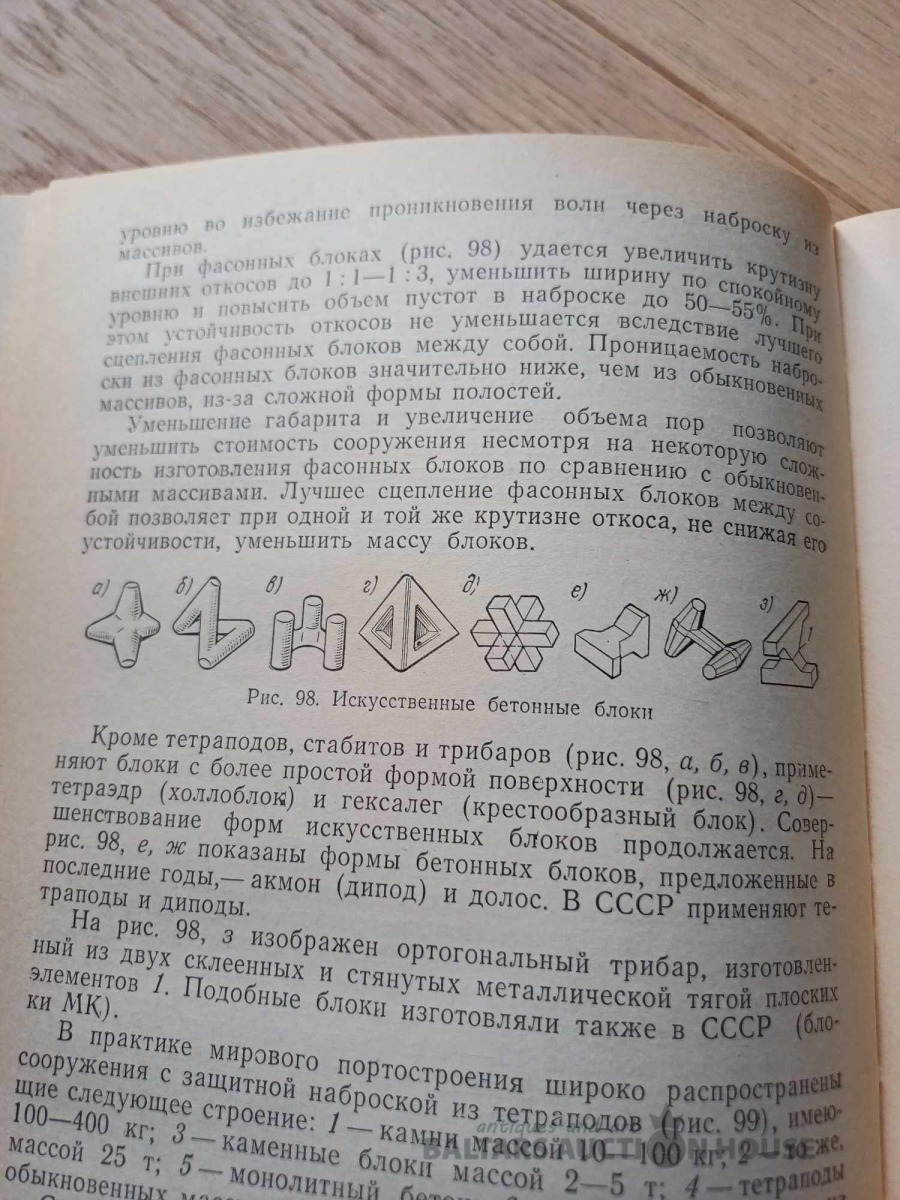 уровню во избежание проникновения волн через наброску из
массивов.
При фасонных блоках (рис. 98) удается увеличить крутизну
внешних откосов до 1 : 1—1 : 3, уменьшить ширину по спокойному
уровню и повысить объем пустот в наброске до 50—55%. При
этом устойчивость откосов не уменьшается вследствие лучшего
сцепления фасонных блоков между собой. Проницаемость набро-
ски из фасонных блоков значительно ниже, чем из обыкновенных
массивов, из-за сложной формы полостей.
Уменьшение габарита и увеличение объема пор позволяют
уменьшить стоимость сооружения несмотря на некоторую слож-
ность изготовления фасонных блоков по сравнению с обыкновен-
ными массивами. Лучшее сцепление фасонных блоков между со-
бой позволяет при одной и той же крутизне откоса, не снижая его
устойчивости, уменьшить массу блоков.
а) б) в) г) д) е) ж) з)
1
Рис. 98. Искусственные бетонные блоки
Кроме тетраподов, стабитов и трибаров (рис. 98, а, б, в), приме-
няют блоки с более простой формой поверхности (рис. 98, г, д)—
тетраэдр (холлоблок) и гексалег (крестообразный блок). Совер-
шенствование форм искусственных блоков продолжается. На
рис. 98, е, ж показаны формы бетонных блоков, предложенные в
последние годы,— акмон (дипод) и долос. В СССР применяют те-
траподы и диподы.
На рис. 98, з изображен ортогональный трибар, изготовлен-
ный из двух склеенных и стянутых металлической тягой плоских
элементов 1. Подобные блоки изготовляли также в СССР (бло-
ки МК).
В практике мирового портостроения широко распространены
сооружения с защитной наброской из тетраподов (рис. 99), имею-
щие следующее строение: 1 — камни массой 10—100 кг; 2 — то же.
100—400 кг; 3 — каменные блоки массой 2—5 т; 4 — тетраподы
массой 25 т; 5 — монолитный
обыкновенных
antiques and
BALTIC AUCTION HOUSE